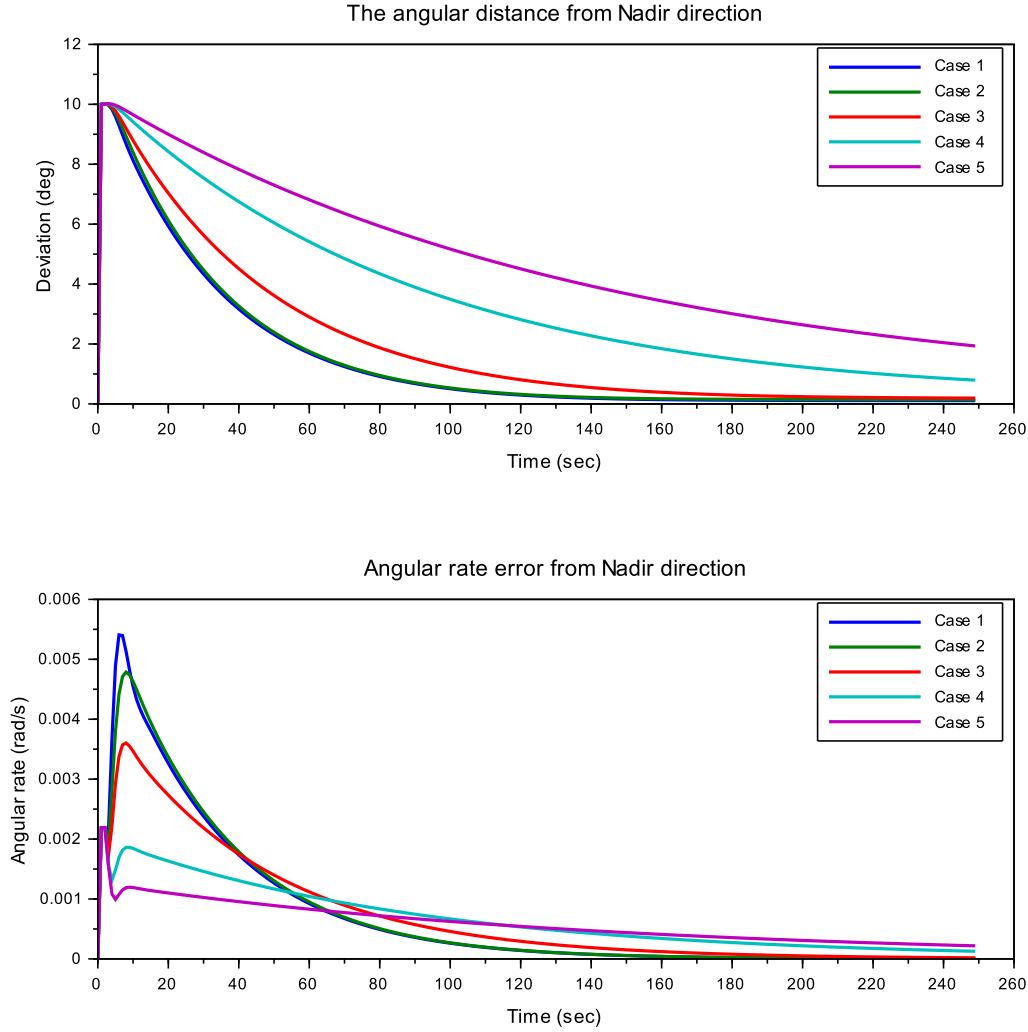 The angular distance from Nadir direction
12
10
8
6
4
2
0
Deviation (deg)
Case 1
Case 2
Case 3
Case 4
Case 5
0 20 40 60 80 100 120 140 160 180 200 220 240 260
Time (sec)
Angular rate error from Nadir direction
0.006
0.005
0.004
0.003
0.002
0.001
0
Angular rate (rad/s)
Case 1
Case 2
Case 3
Case 4
Case 5
0 20 40 60 80 100 120 140 160 180 200 220 240 260
Time (sec)